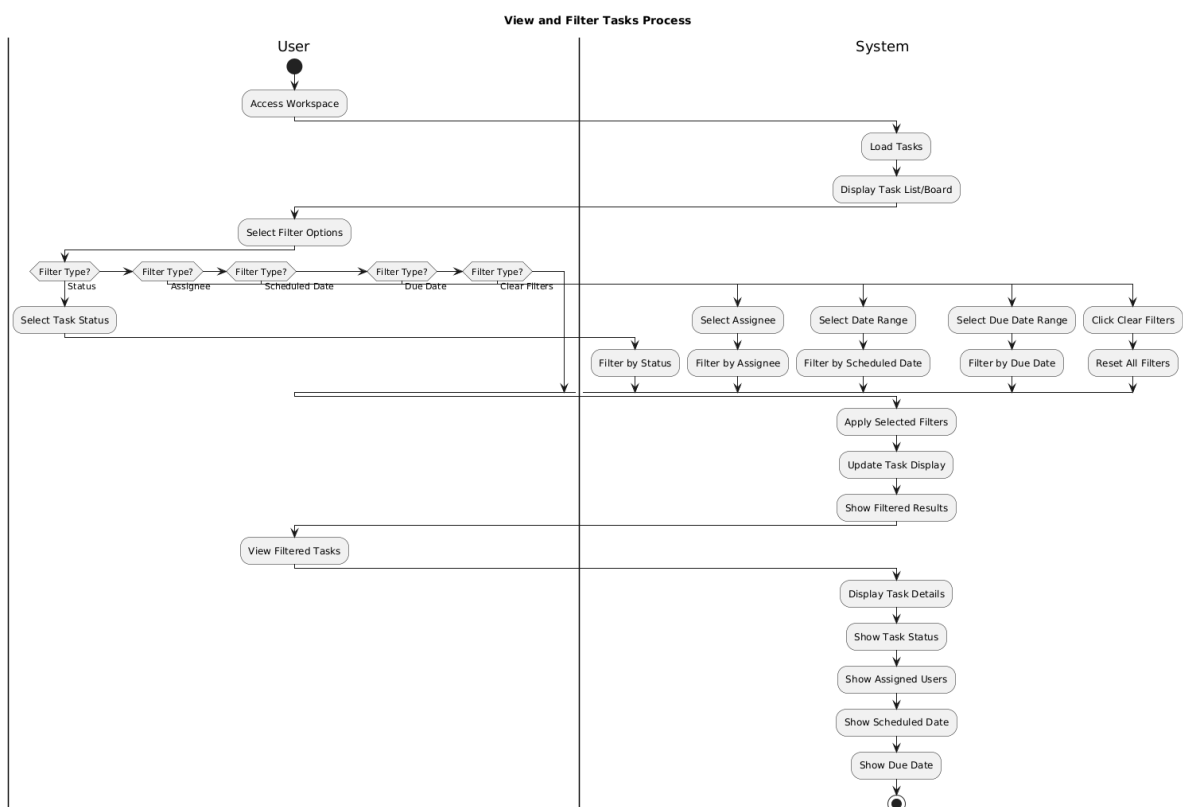 View and Filter Tasks Process
User
System
Access Workspace
Load Tasks
Display Task List/Board
Select Filter Options
Filter Type?
Filter Type?
Filter Type?
Filter Type?
Filter Type?
Status
Assignee
Scheduled Date
Due Date
Clear Filters
Select Task Status
Select Assignee
Select Date Range
Select Due Date Range
Click Clear Filters
Filter by Status
Filter by Assignee
Filter by Scheduled Date
Filter by Due Date
Reset All Filters
Apply Selected Filters
Update Task Display
Show Filtered Results
View Filtered Tasks
Display Task Details
Show Task Status
Show Assigned Users
Show Scheduled Date
Show Due Date